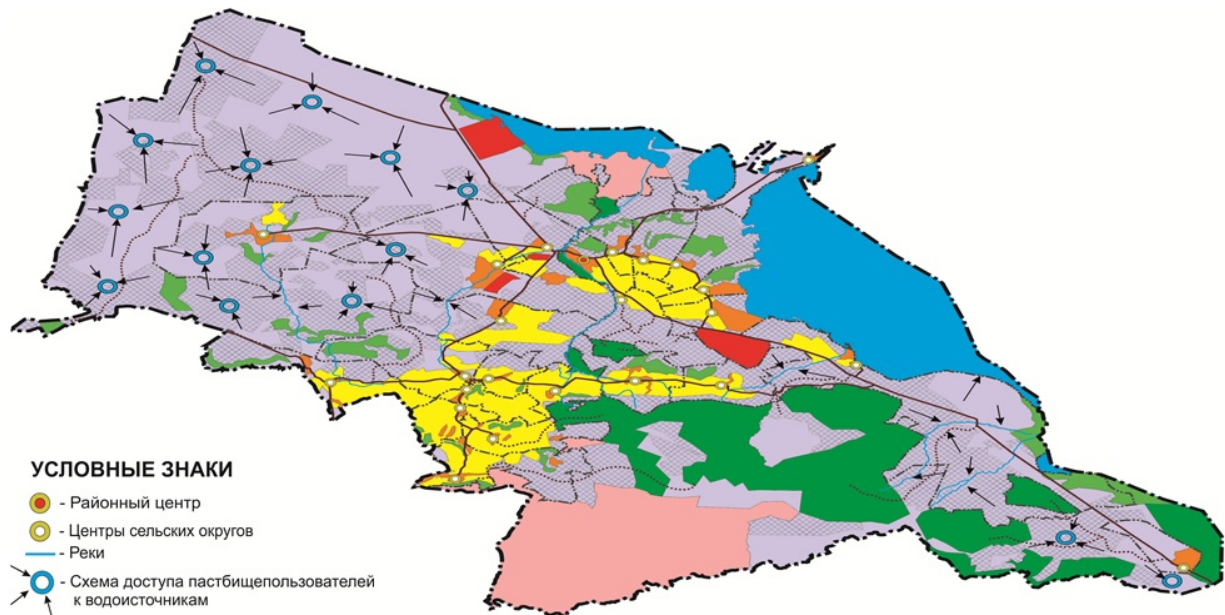 УСЛОВНЫЕ ЗНАКИ
- Районный центр
- Центры сельских округов
- Реки
- Схема доступа пастбищепользователей
к водоисточникам